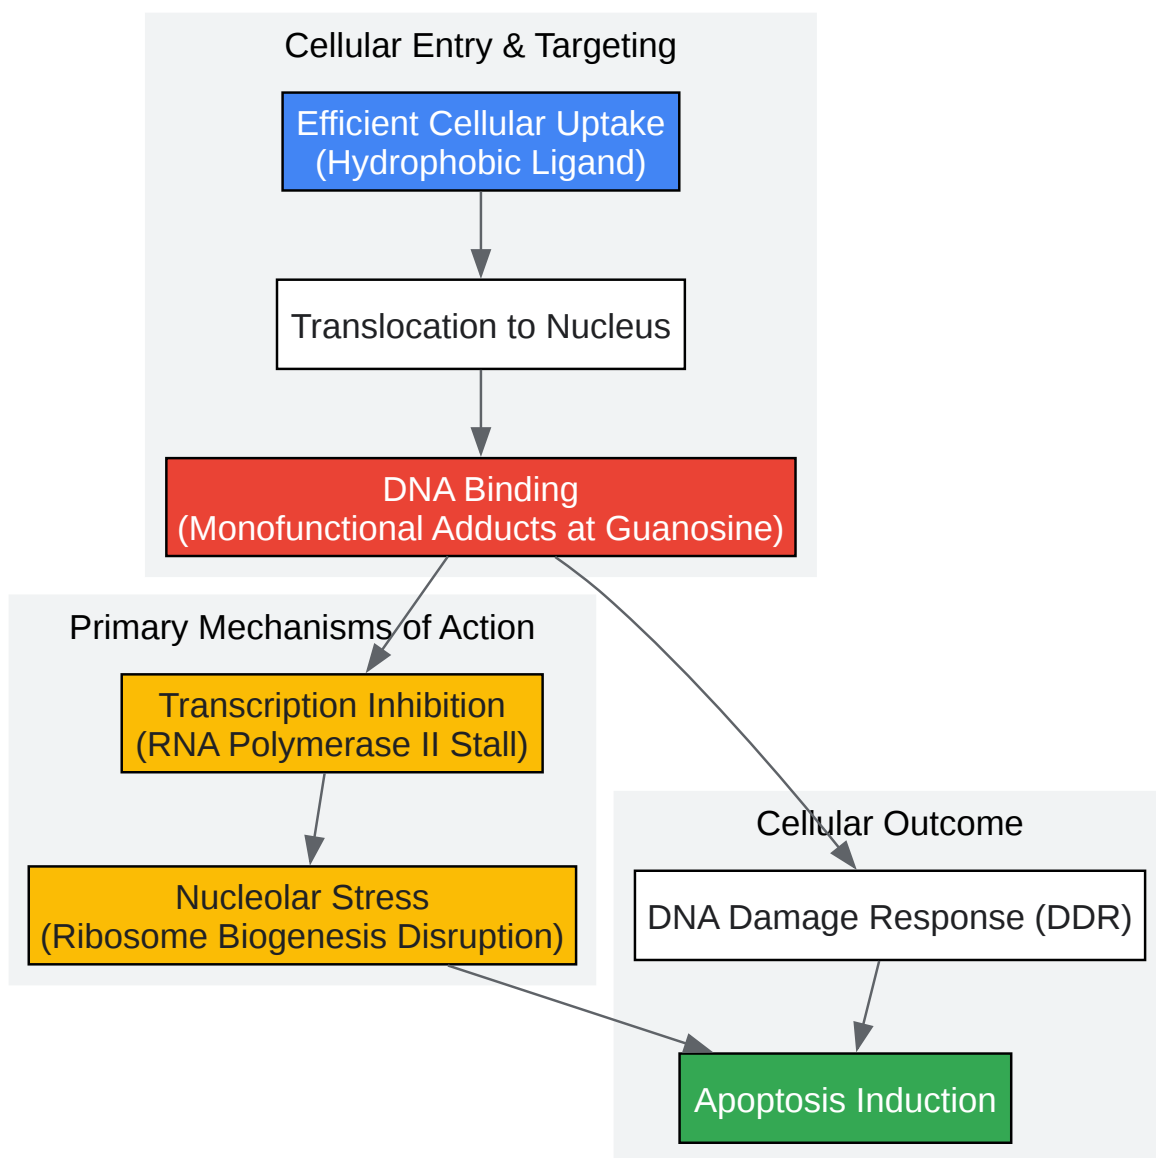 Cellular Entry & Targeting
Efficient Cellular Uptake
(Hydrophobic Ligand)
Translocation to Nucleus
DNA Binding
(Monofunctional Adducts at Guanosine)
Primary Mechanisms of Action
Transcription Inhibition
(RNA Polymerase II Stall)
Nucleolar Stress
(Ribosome Biogenesis Disruption)
Cellular Outcome
DNA Damage Response (DDR)
Apoptosis Induction